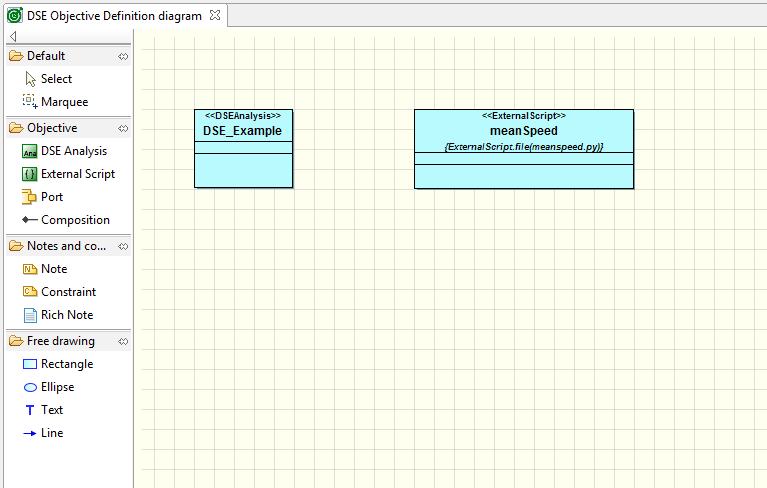 DSE Objective Definition diagram
Default
Select
Marquee
Objective
Ana DSE Analysis
{ } External Script
Port
Composition
Notes and co...
N Note
C Constraint
Rich Note
Free drawing
Rectangle
Ellipse
T Text
Line
<<DSEAnalysis>>
DSE_Example
<<ExternalScript>>
meanSpeed
{ExternalScript.file(meanspeed.py)}